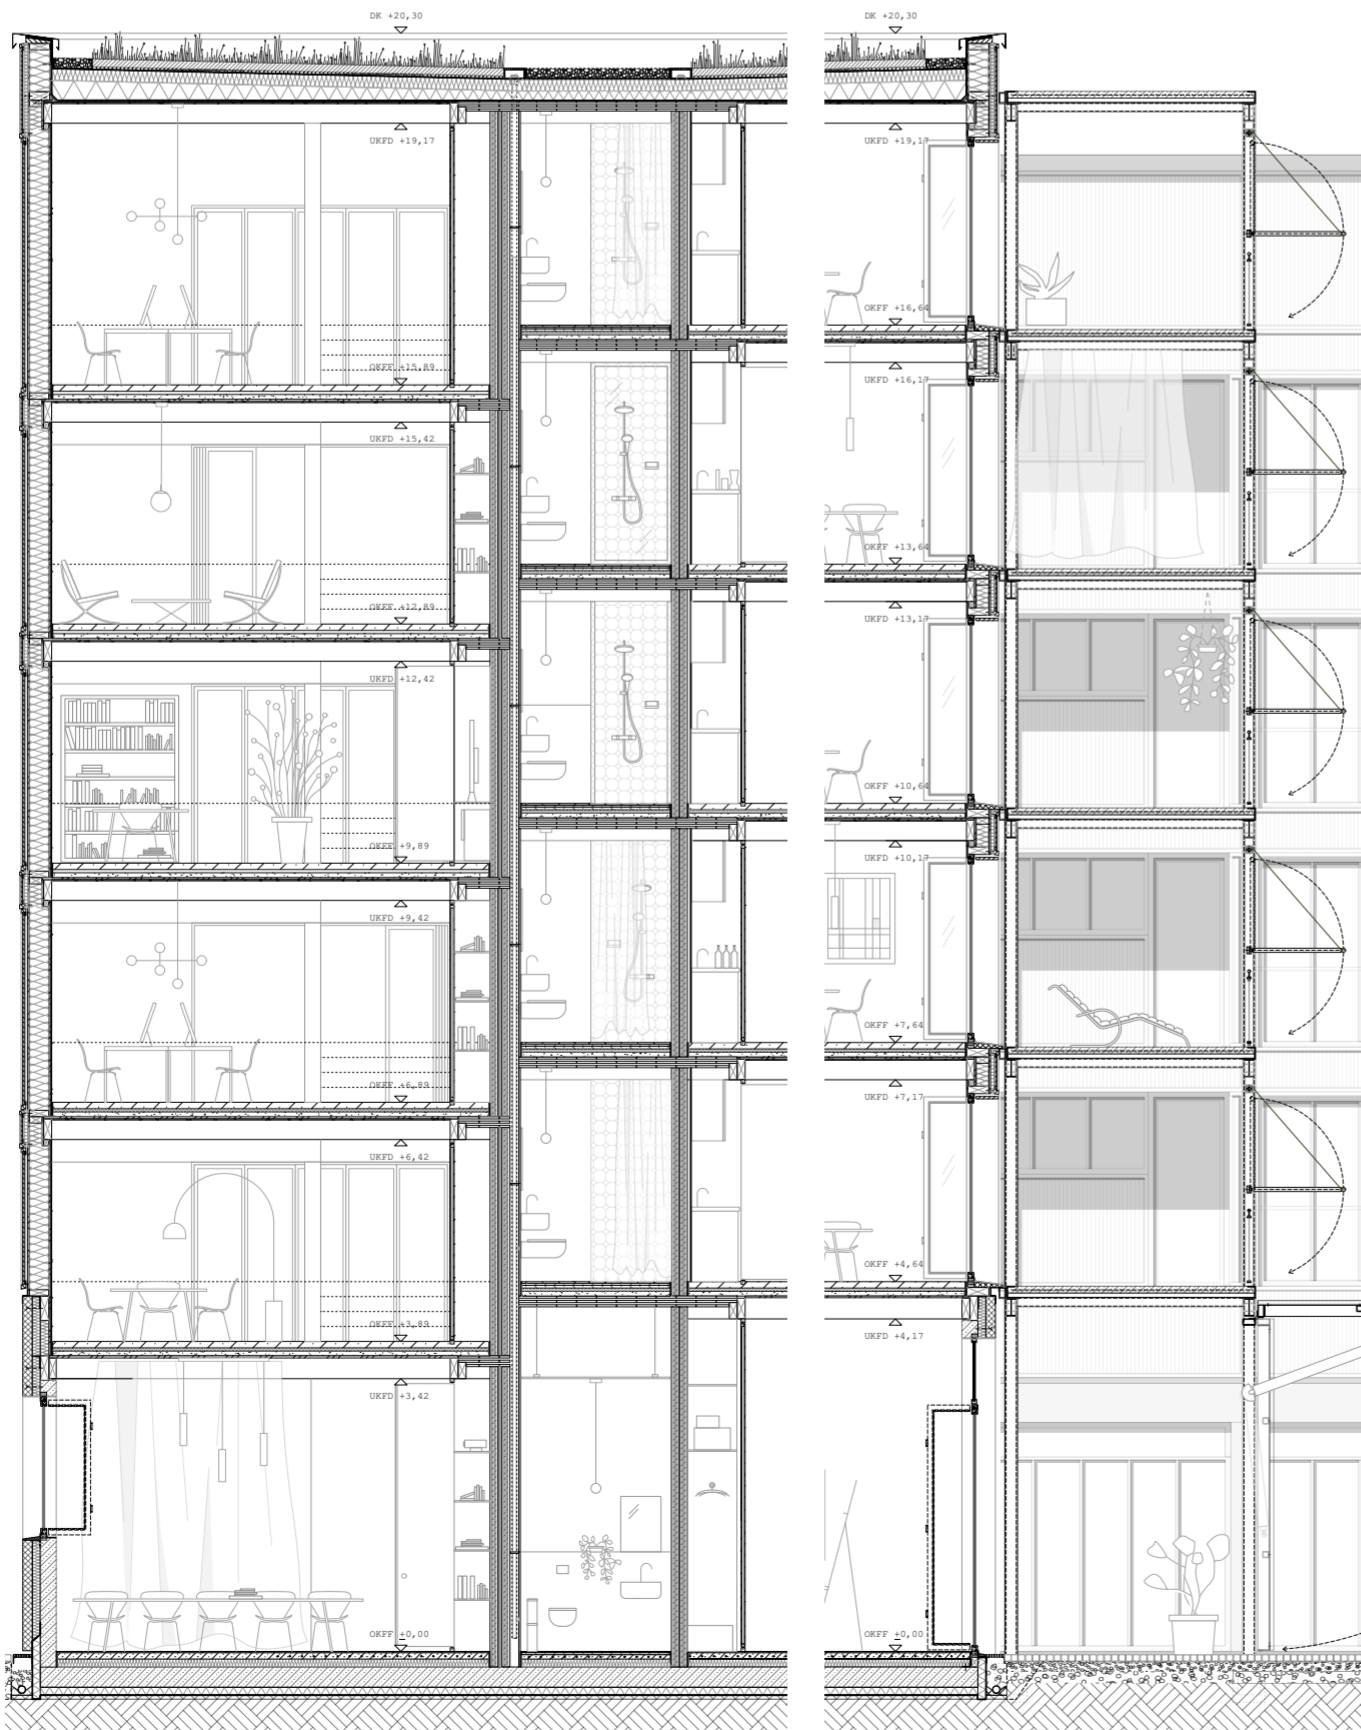 DK +20,30
DK +20,30
UKFD +19,17
UKFD +19,17
OKFF +16,64
OKFF +15,89
UKFD +16,17
UKFD +15,42
OKFF +13,64
OKFF +12,89
UKFD +13,17
UKFD +12,42
OKFF +10,64
OKFF +9,89
UKFD +10,17
UKFD +9,42
OKFF +7,64
OKFF +6,89
UKFD +7,17
UKFD +6,42
OKFF +4,64
OKFF +3,89
UKFD +4,17
UKFD +3,42
OKFF ±0,00
OKFF ±0,00